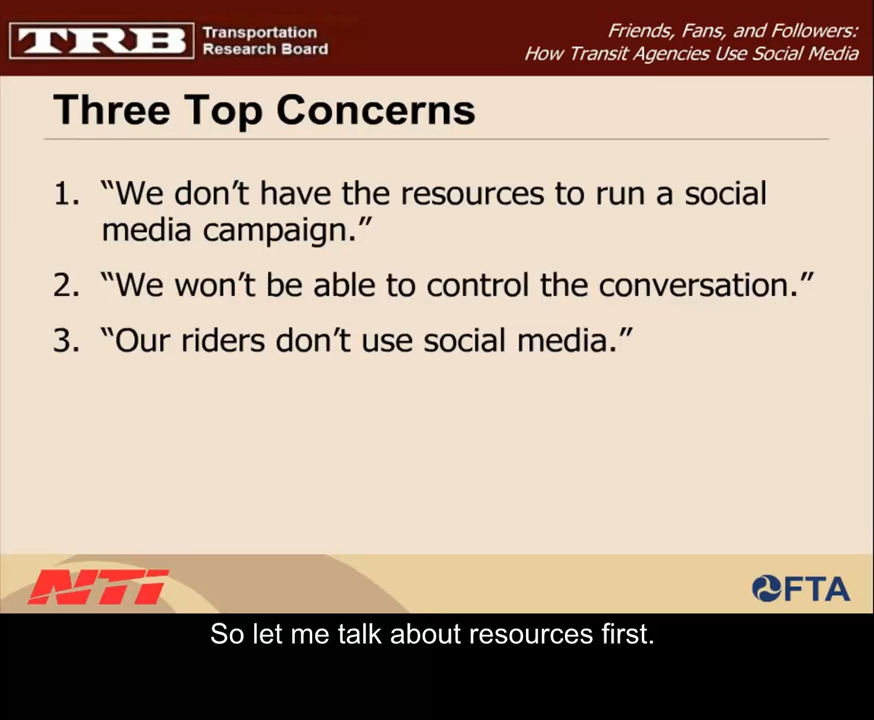 TRB
Transportation
Research Board
Friends, Fans, and Followers:
How Transit Agencies Use Social Media
Three Top Concerns
1. “We don’t have the resources to run a social
media campaign.”
2. “We won’t be able to control the conversation.”
3. “Our riders don’t use social media.”
NTI
FTA
So let me talk about resources first.